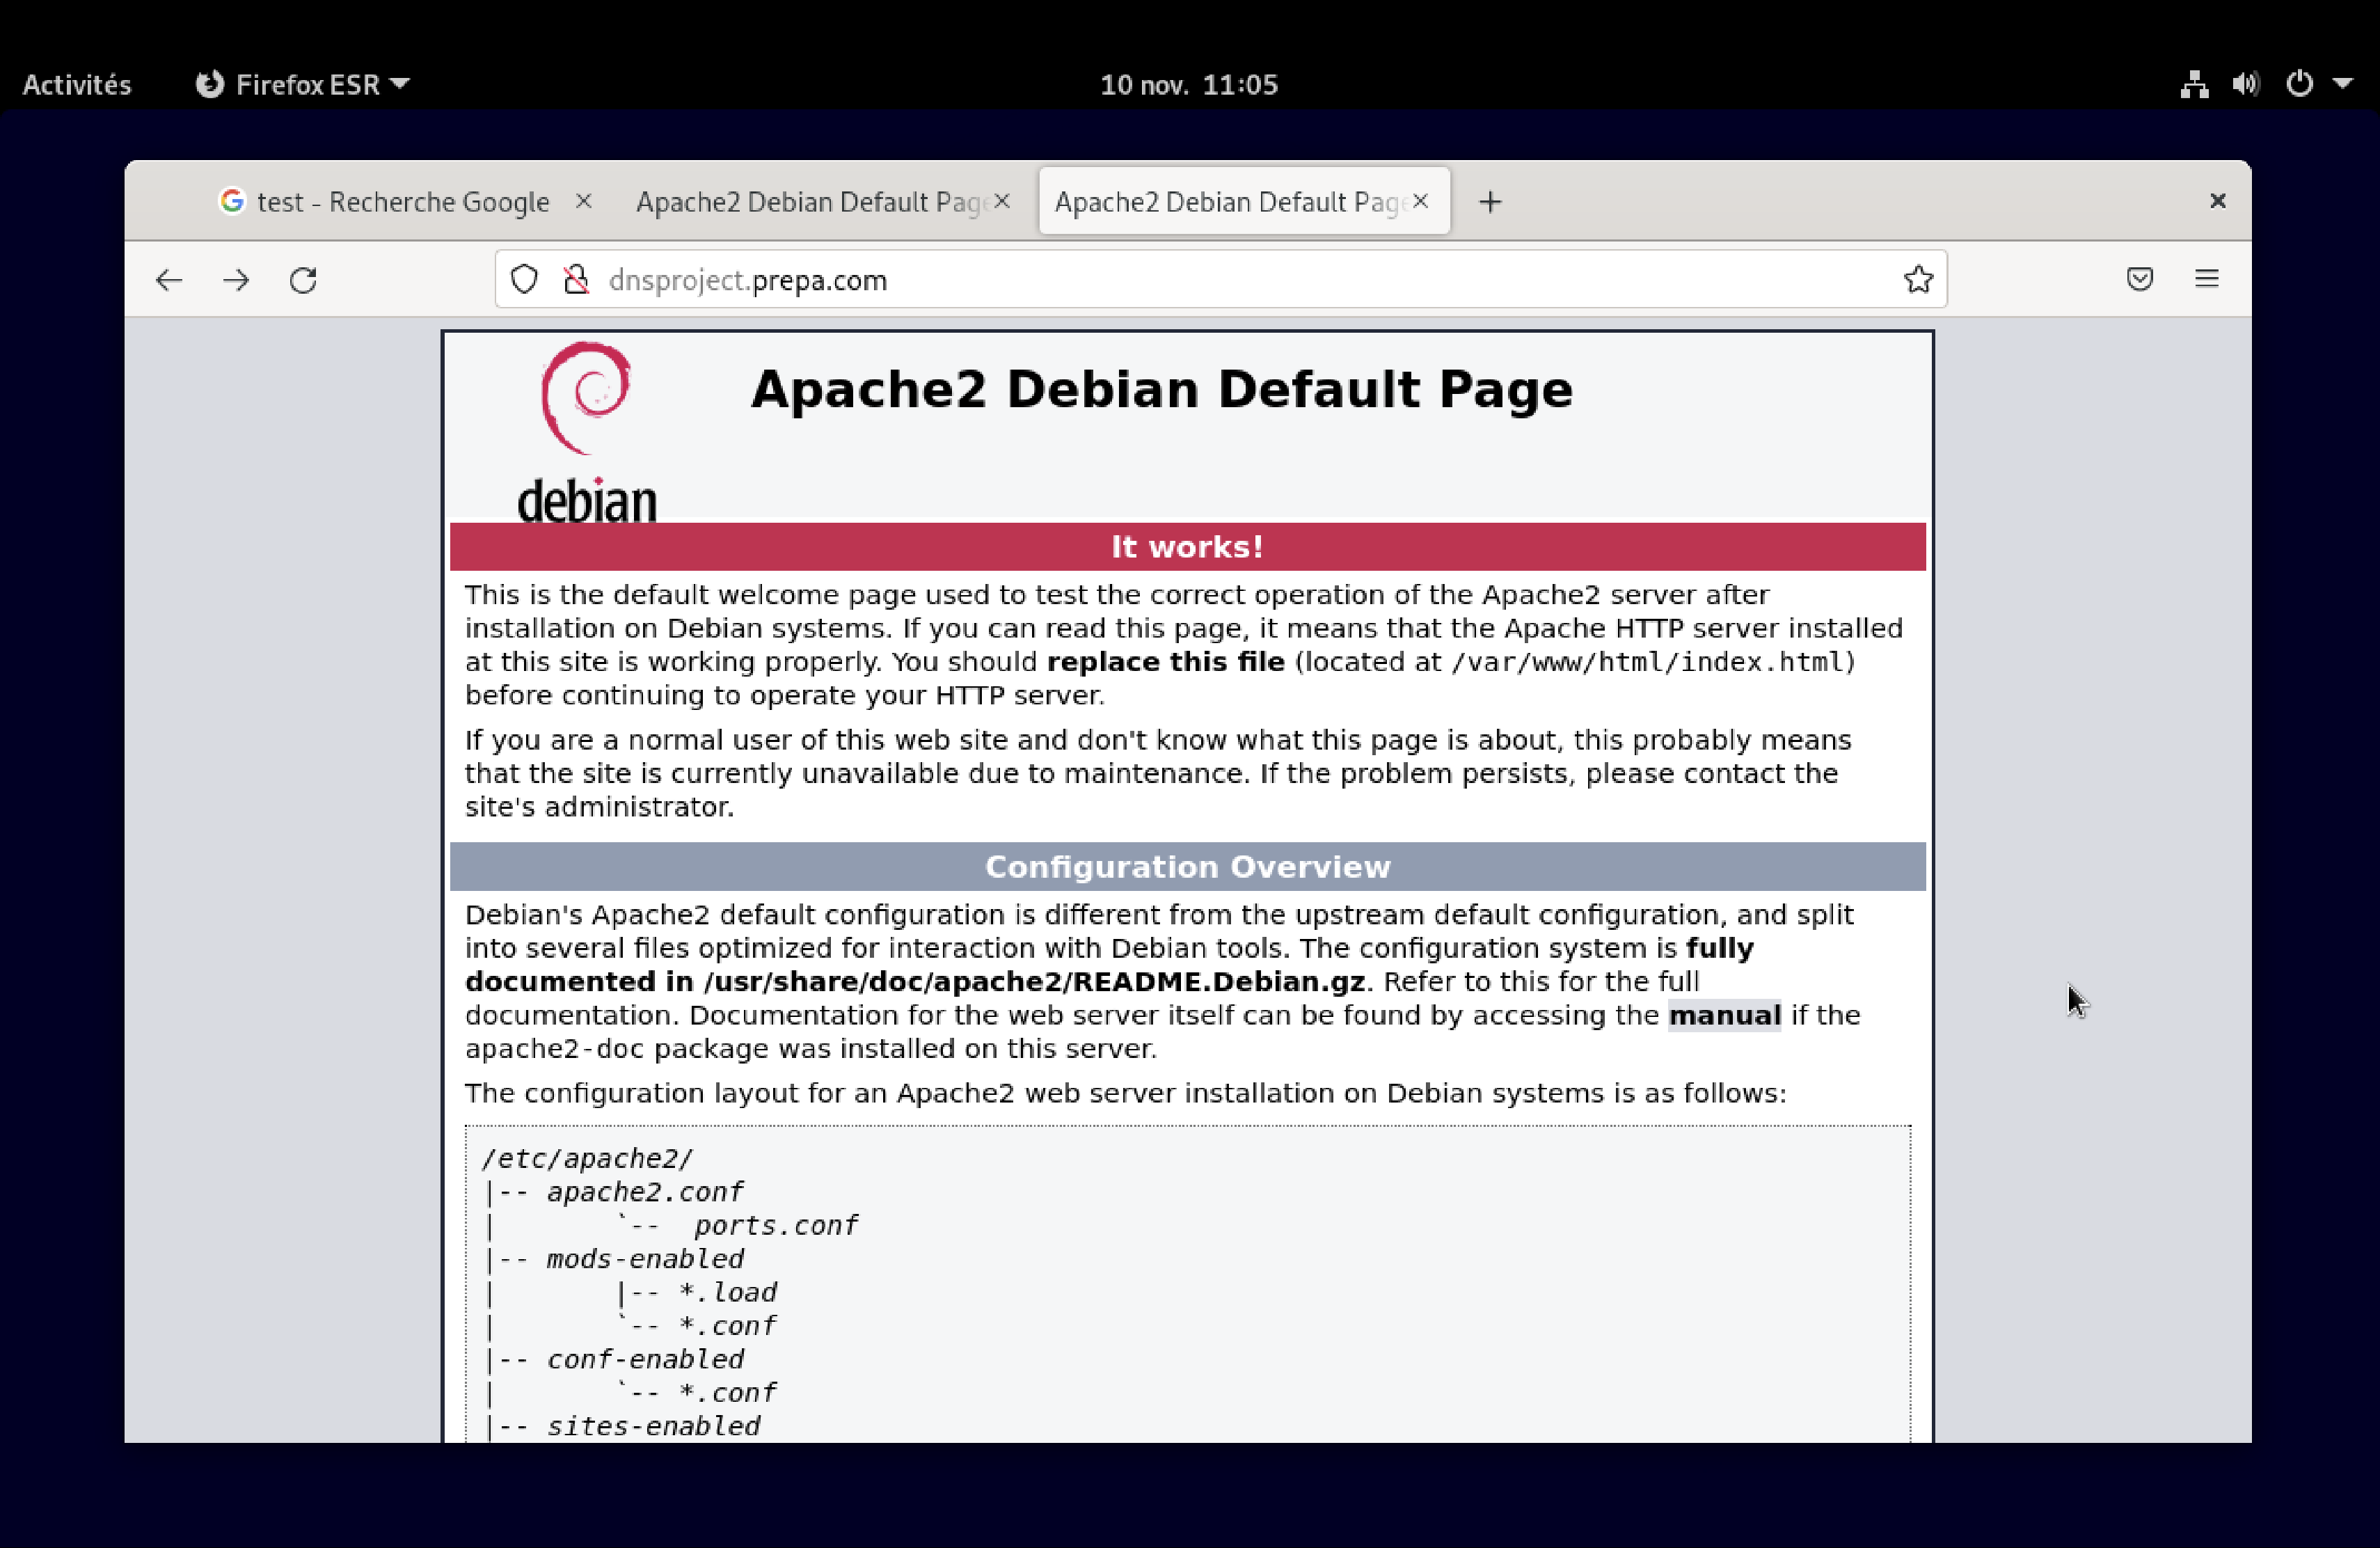 Activités Firefox ESR 10 nov. 11:05
test - Recherche Google Apache2 Debian Default Page Apache2 Debian Default Page
dnsproject.prepa.com
Apache2 Debian Default Page
debian
It works!
This is the default welcome page used to test the correct operation of the Apache2 server after
installation on Debian systems. If you can read this page, it means that the Apache HTTP server installed
at this site is working properly. You should replace this file (located at /var/www/html/index.html)
before continuing to operate your HTTP server.
If you are a normal user of this web site and don't know what this page is about, this probably means
that the site is currently unavailable due to maintenance. If the problem persists, please contact the
site's administrator.
Configuration Overview
Debian's Apache2 default configuration is different from the upstream default configuration, and split
into several files optimized for interaction with Debian tools. The configuration system is fully
documented in /usr/share/doc/apache2/README.Debian.gz. Refer to this for the full
documentation. Documentation for the web server itself can be found by accessing the manual if the
apache2-doc package was installed on this server.
The configuration layout for an Apache2 web server installation on Debian systems is as follows:
/etc/apache2/
|-- apache2.conf
|       `--  ports.conf
|-- mods-enabled
|       |-- *.load
|       `-- *.conf
|-- conf-enabled
|       `-- *.conf
|-- sites-enabled